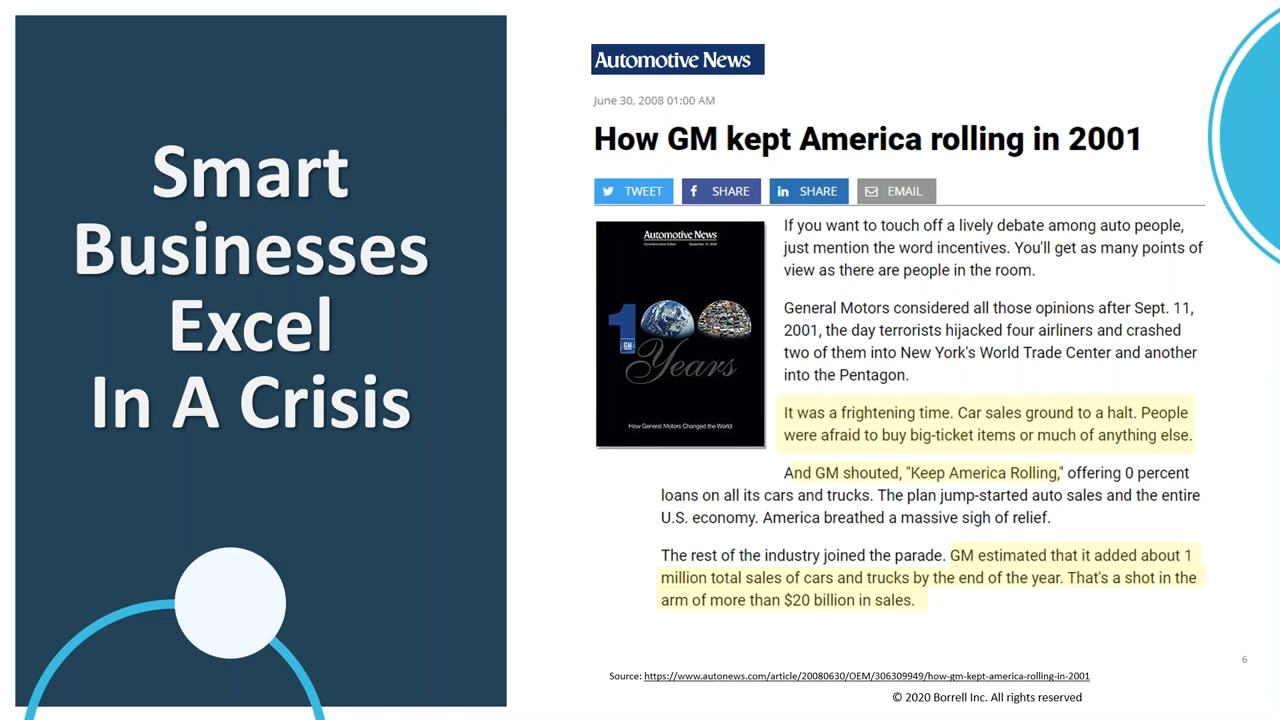 Smart
Businesses
Excel
In A Crisis
Automotive News
June 30, 2008 01:00 AM
How GM kept America rolling in 2001
TWEET
SHARE
SHARE
EMAIL
Automotive News
100
GM
Years
How General Motors Changed the World
If you want to touch off a lively debate among auto people,
just mention the word incentives. You'll get as many points of
view as there are people in the room.
General Motors considered all those opinions after Sept. 11,
2001, the day terrorists hijacked four airliners and crashed
two of them into New York's World Trade Center and another
into the Pentagon.
It was a frightening time. Car sales ground to a halt. People
were afraid to buy big-ticket items or much of anything else.
And GM shouted, "Keep America Rolling," offering 0 percent
loans on all its cars and trucks. The plan jump-started auto sales and the entire
U.S. economy. America breathed a massive sigh of relief.
The rest of the industry joined the parade. GM estimated that it added about 1
million total sales of cars and trucks by the end of the year. That's a shot in the
arm of more than $20 billion in sales.
6
Source: https://www.autonews.com/article/20080630/OEM/306309949/how-gm-kept-america-rolling-in-2001
© 2020 Borrell Inc. All rights reserved